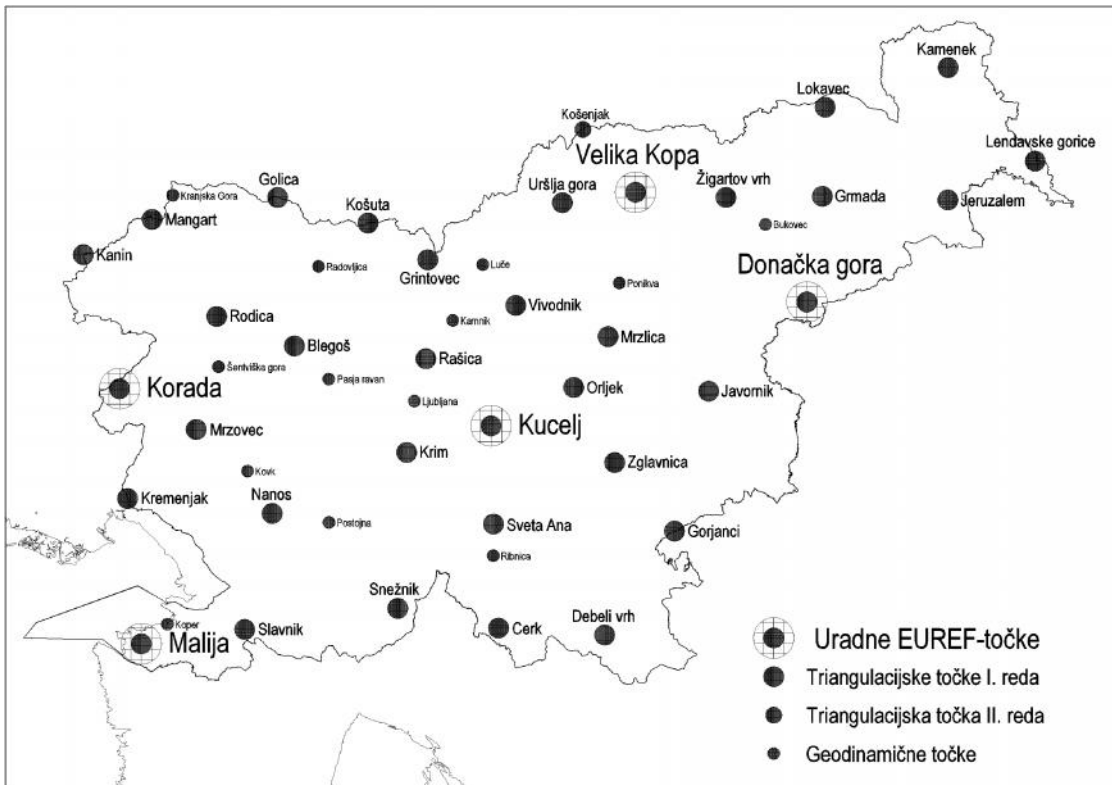 Kamenek
Lokavec
Košenjak
Velika Kopa
Lendavske gorice
Uršlja gora
Žigartov vrh
Grmada
Jeruzalem
Golica
Kranjska Gora
Mangart
Košuta
Bukovec
Kanin
Radovljica
Grintovec
Luče
Donačka gora
Ponikva
Rodica
Vivodnik
Kamnik
Blegoš
Mrzlica
Rašica
Šentviška gora
Pasja ravan
Korada
Orljek
Javornik
Ljubljana
Mrzovec
Kucelj
Krim
Zglavnica
Kovk
Kremenjak
Nanos
Postojna
Sveta Ana
Gorjanci
Ribnica
Snežnik
Koper
Malija
Slavnik
Cerk
Debeli vrh
Uradne EUREF-točke
Triangulacijske točke I. reda
Triangulacijska točka II. reda
Geodinamične točke